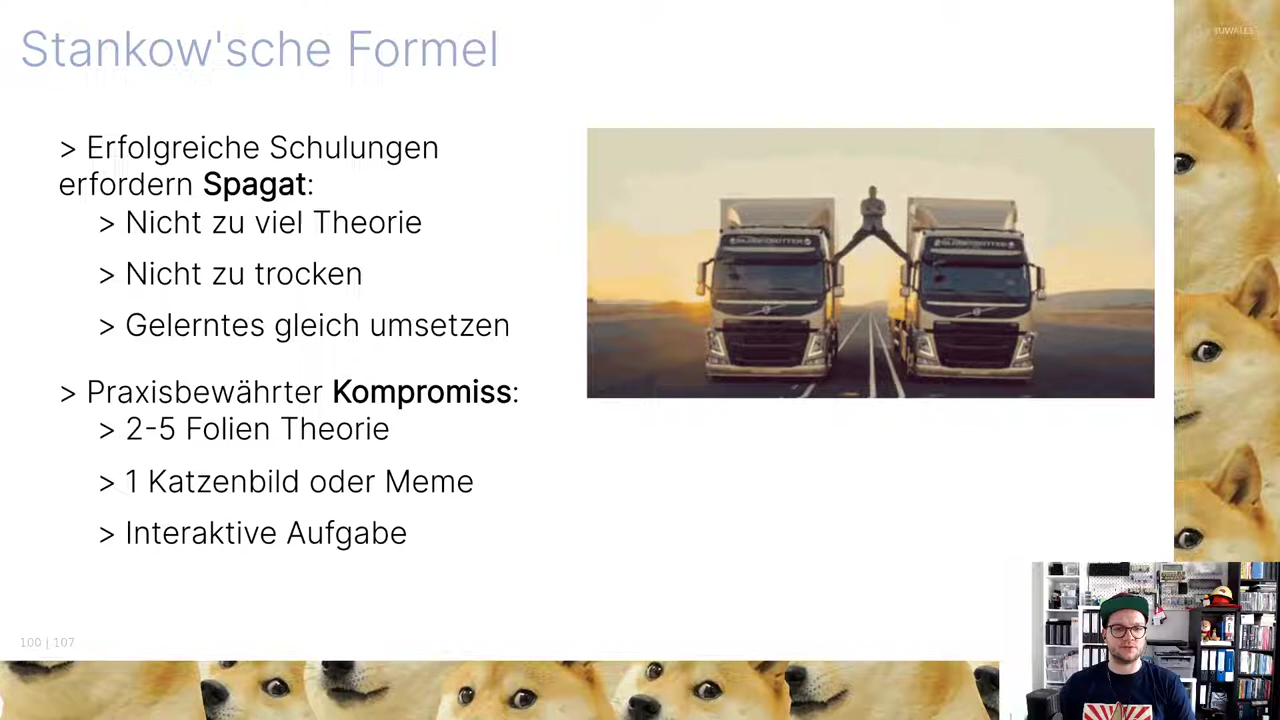 Stankow'sche Formel
> Erfolgreiche Schulungen
erfordern Spagat:
> Nicht zu viel Theorie
> Nicht zu trocken
> Gelerntes gleich umsetzen
> Praxisbewährter Kompromiss:
> 2-5 Folien Theorie
> 1 Katzenbild oder Meme
> Interaktive Aufgabe
100 | 107